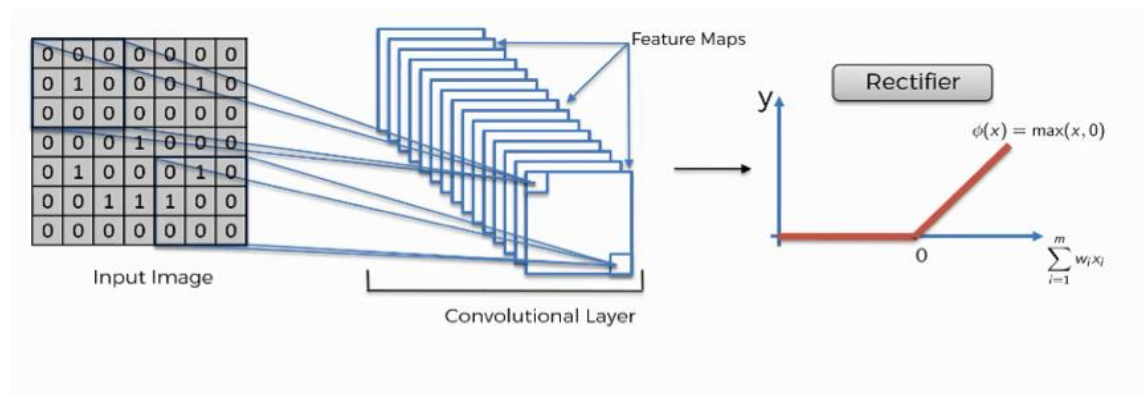 0 0 0 0 0 0 0
0 1 0 0 0 1 0
0 0 0 0 0 0 0
0 0 0 1 0 0 0
0 1 0 0 0 1 0
0 0 1 1 1 0 0
0 0 0 0 0 0 0
Input Image
Feature Maps
Convolutional Layer
Rectifier
y
ϕ(x) = max(x, 0)
0
m
∑ wᵢxᵢ
i=1